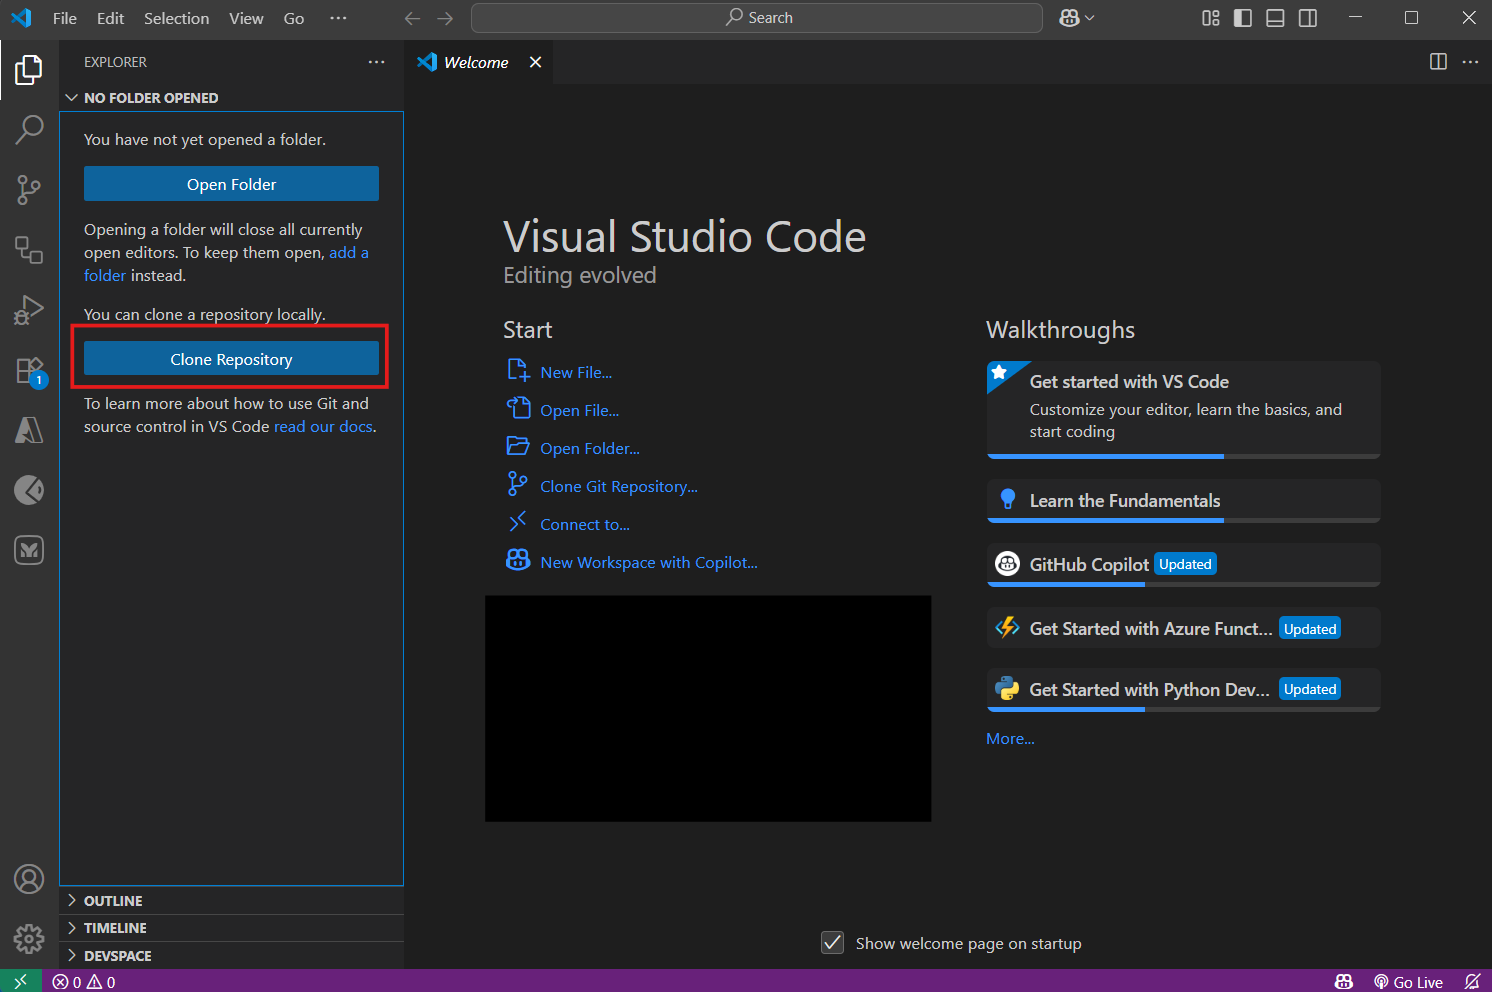 File Edit Selection View Go ···
Search
EXPLORER ···
Welcome
NO FOLDER OPENED
You have not yet opened a folder.
Open Folder
Opening a folder will close all currently
open editors. To keep them open, add a
folder instead.
You can clone a repository locally.
Clone Repository
To learn more about how to use Git and
source control in VS Code read our docs.
1
OUTLINE
TIMELINE
DEVSPACE
Visual Studio Code
Editing evolved
Start
New File...
Open File...
Open Folder...
Clone Git Repository...
Connect to...
New Workspace with Copilot...
Walkthroughs
Get started with VS Code
Customize your editor, learn the basics, and
start coding
Learn the Fundamentals
GitHub Copilot Updated
Get Started with Azure Funct... Updated
Get Started with Python Dev... Updated
More...
Show welcome page on startup
0 0
Go Live